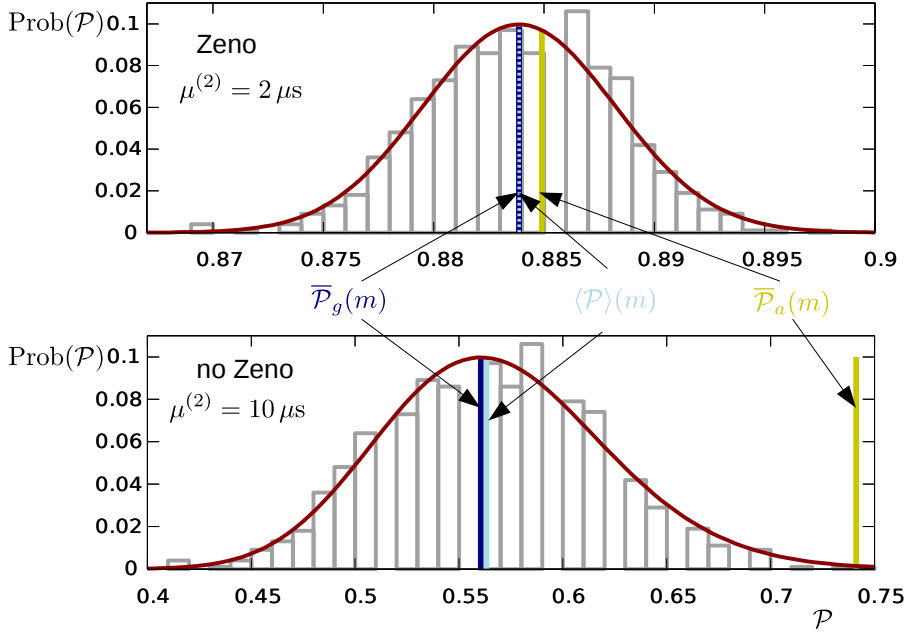 Prob(𝒫)
0.1
0.08
0.06
0.04
0.02
0
Zeno
μ⁽²⁾ = 2 μs
0.87 0.875 0.88 0.885 0.89 0.895 0.9
𝒫̅_g(m) ⟨𝒫⟩(m) 𝒫̅_a(m)
Prob(𝒫)
0.1
0.08
0.06
0.04
0.02
0
no Zeno
μ⁽²⁾ = 10 μs
0.4 0.45 0.5 0.55 0.6 0.65 0.7 0.75
𝒫